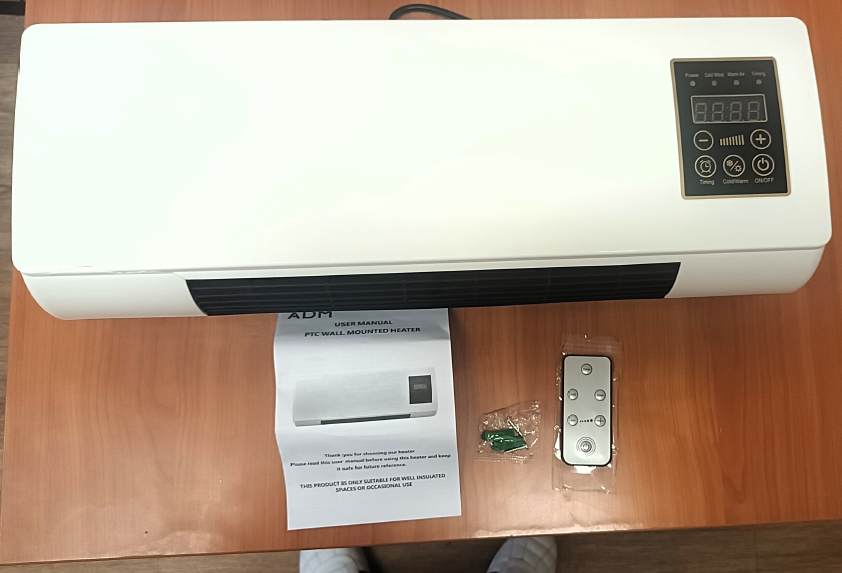 Power Cold Wind Warm Air Timing
Timing Cold/Warm ON/OFF
ADM
USER MANUAL
PTC WALL MOUNTED HEATER
Thank you for choosing our heater
Please read this user manual before using this heater and keep
it safe for future reference.
THIS PRODUCT IS ONLY SUITABLE FOR WELL INSULATED
SPACES OR OCCASIONAL USE